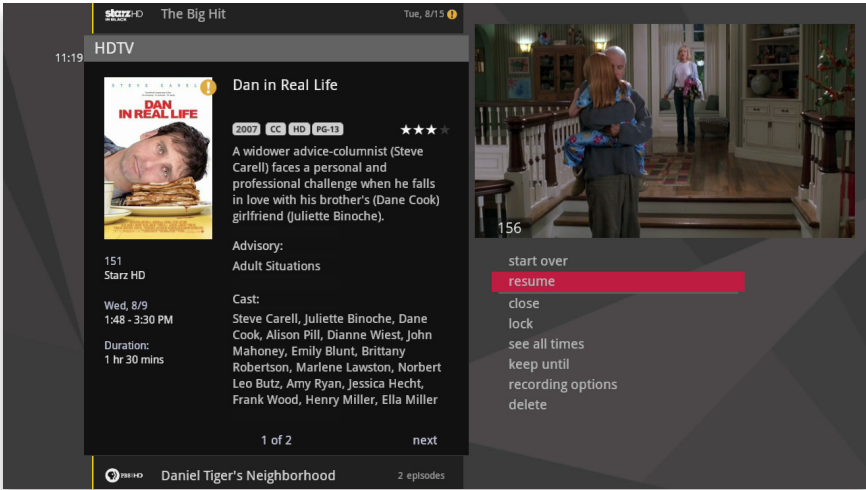 starz HD
IN BLACK
The Big Hit
Tue, 8/15
11:19
HDTV
STEVE CARELL
DAN
IN REAL LIFE
Dan in Real Life
2007 CC HD PG-13
A widower advice-columnist (Steve
Carell) faces a personal and
professional challenge when he falls
in love with his brother's (Dane Cook)
girlfriend (Juliette Binoche).
Advisory:
Adult Situations
151
Starz HD
Wed, 8/9
1:48 - 3:30 PM
Duration:
1 hr 30 mins
Cast:
Steve Carell, Juliette Binoche, Dane
Cook, Alison Pill, Dianne Wiest, John
Mahoney, Emily Blunt, Brittany
Robertson, Marlene Lawston, Norbert
Leo Butz, Amy Ryan, Jessica Hecht,
Frank Wood, Henry Miller, Ella Miller
1 of 2
next
156
start over
resume
close
lock
see all times
keep until
recording options
delete
PBS HD
Daniel Tiger's Neighborhood
2 episodes